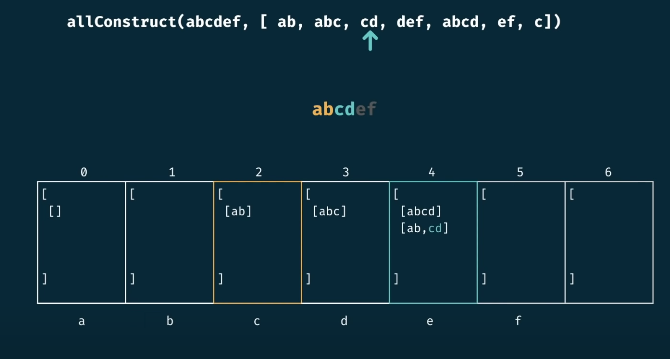 allConstruct(abcdef, [ ab, abc, cd, def, abcd, ef, c])
abcdef
0 1 2 3 4 5 6
[ [ [ [ [ [ [
[] [ab] [abc] [abcd]
[ab,cd]
] ] ] ] ] ] ]
a b c d e f